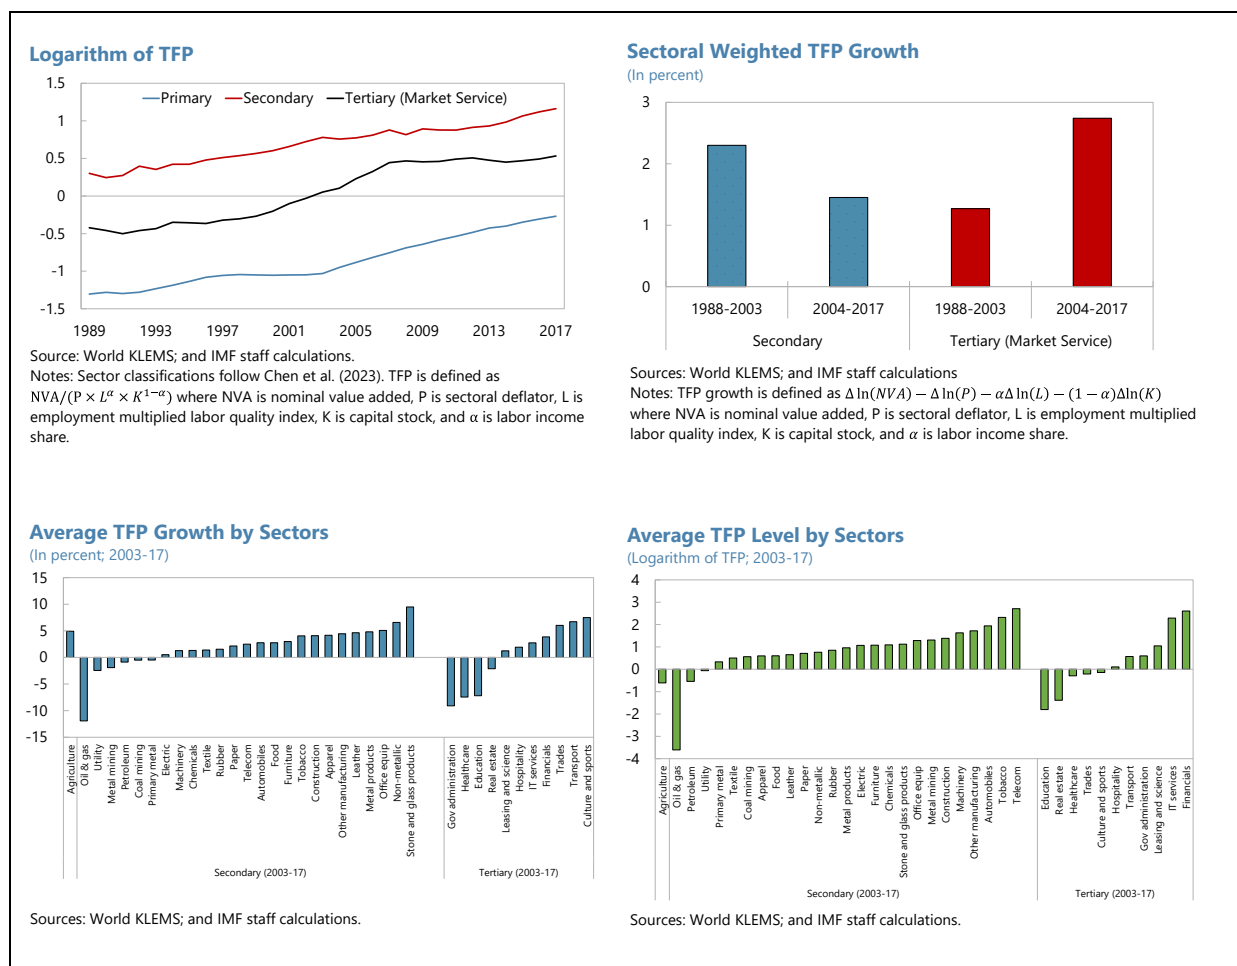 Logarithm of TFP
1.5
1
0.5
0
-0.5
-1
-1.5
Primary
Secondary
Tertiary (Market Service)
1989 1993 1997 2001 2005 2009 2013 2017
Source: World KLEMS; and IMF staff calculations.
Notes: Sector classifications follow Chen et al. (2023). TFP is defined as
NVA/(P × L^α × K^{1−α}) where NVA is nominal value added, P is sectoral deflator, L is
employment multiplied labor quality index, K is capital stock, and α is labor income
share.
Sectoral Weighted TFP Growth
(In percent)
3
2
1
0
1988-2003 2004-2017 1988-2003 2004-2017
Secondary Tertiary (Market Service)
Sources: World KLEMS; and IMF staff calculations
Notes: TFP growth is defined as Δ ln(NVA) − Δ ln(P) − αΔ ln(L) − (1 − α)Δln(K)
where NVA is nominal value added, P is sectoral deflator, L is employment multiplied
labor quality index, K is capital stock, and α is labor income share.
Average TFP Growth by Sectors
(In percent; 2003-17)
15
10
5
0
-5
-10
-15
Agriculture
Oil & gas
Utility
Metal mining
Petroleum
Coal mining
Primary metal
Electric
Machinery
Chemicals
Textile
Rubber
Paper
Telecom
Automobiles
Food
Furniture
Tobacco
Construction
Apparel
Other manufacturing
Leather
Metal products
Office equip
Non-metallic
Stone and glass products
Gov administration
Healthcare
Education
Real estate
Leasing and science
Hospitality
IT services
Financials
Trades
Transport
Culture and sports
Secondary (2003-17) Tertiary (2003-17)
Sources: World KLEMS; and IMF staff calculations.
Average TFP Level by Sectors
(Logarithm of TFP; 2003-17)
4
3
2
1
0
-1
-2
-3
-4
Agriculture
Oil & gas
Petroleum
Utility
Primary metal
Textile
Coal mining
Apparel
Food
Leather
Paper
Non-metallic
Rubber
Metal products
Electric
Furniture
Chemicals
Stone and glass products
Office equip
Metal mining
Construction
Machinery
Other manufacturing
Automobiles
Tobacco
Telecom
Education
Real estate
Healthcare
Trades
Culture and sports
Hospitality
Transport
Gov administration
Leasing and science
IT services
Financials
Secondary (2003-17) Tertiary (2003-17)
Sources: World KLEMS; and IMF staff calculations.